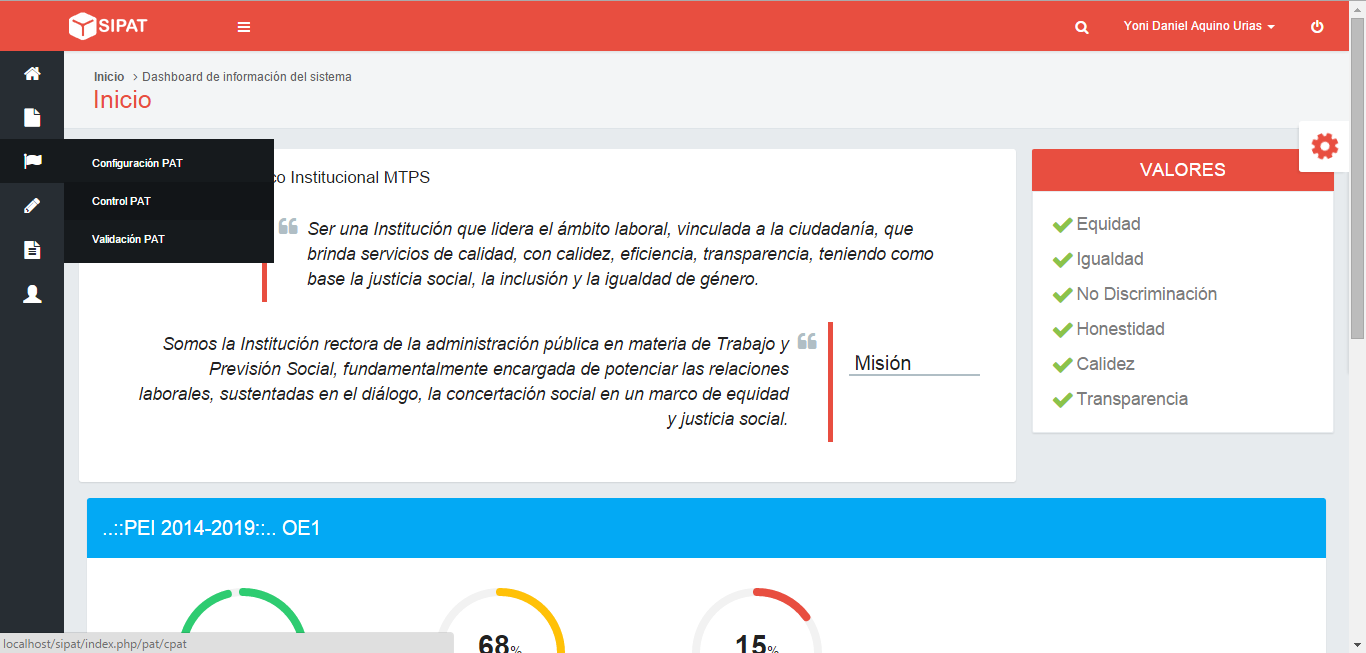 SIPAT
Yoni Daniel Aquino Urias
Inicio > Dashboard de información del sistema
Inicio
Configuración PAT
Control PAT
Validación PAT
co Institucional MTPS
Ser una Institución que lidera el ámbito laboral, vinculada a la ciudadanía, que
brinda servicios de calidad, con calidez, eficiencia, transparencia, teniendo como
base la justicia social, la inclusión y la igualdad de género.
Somos la Institución rectora de la administración pública en materia de Trabajo y
Previsión Social, fundamentalmente encargada de potenciar las relaciones
laborales, sustentadas en el diálogo, la concertación social en un marco de equidad
y justicia social.
Misión
VALORES
Equidad
Igualdad
No Discriminación
Honestidad
Calidez
Transparencia
..::PEI 2014-2019::.. OE1
68%
15%
localhost/sipat/index.php/pat/cpat